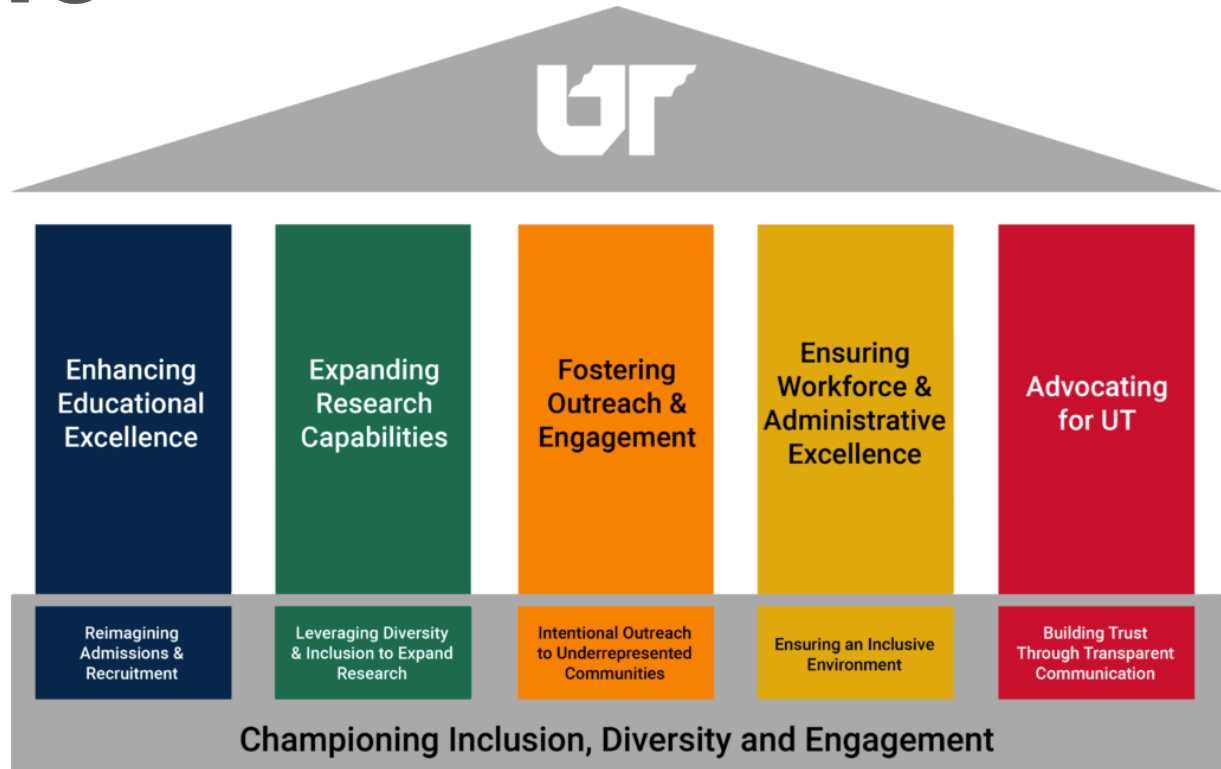 UT
Enhancing
Educational
Excellence
Expanding
Research
Capabilities
Fostering
Outreach &
Engagement
Ensuring
Workforce &
Administrative
Excellence
Advocating
for UT
Reimagining
Admissions &
Recruitment
Leveraging Diversity
& Inclusion to Expand
Research
Intentional Outreach
to Underrepresented
Communities
Ensuring an Inclusive
Environment
Building Trust
Through Transparent
Communication
Championing Inclusion, Diversity and Engagement